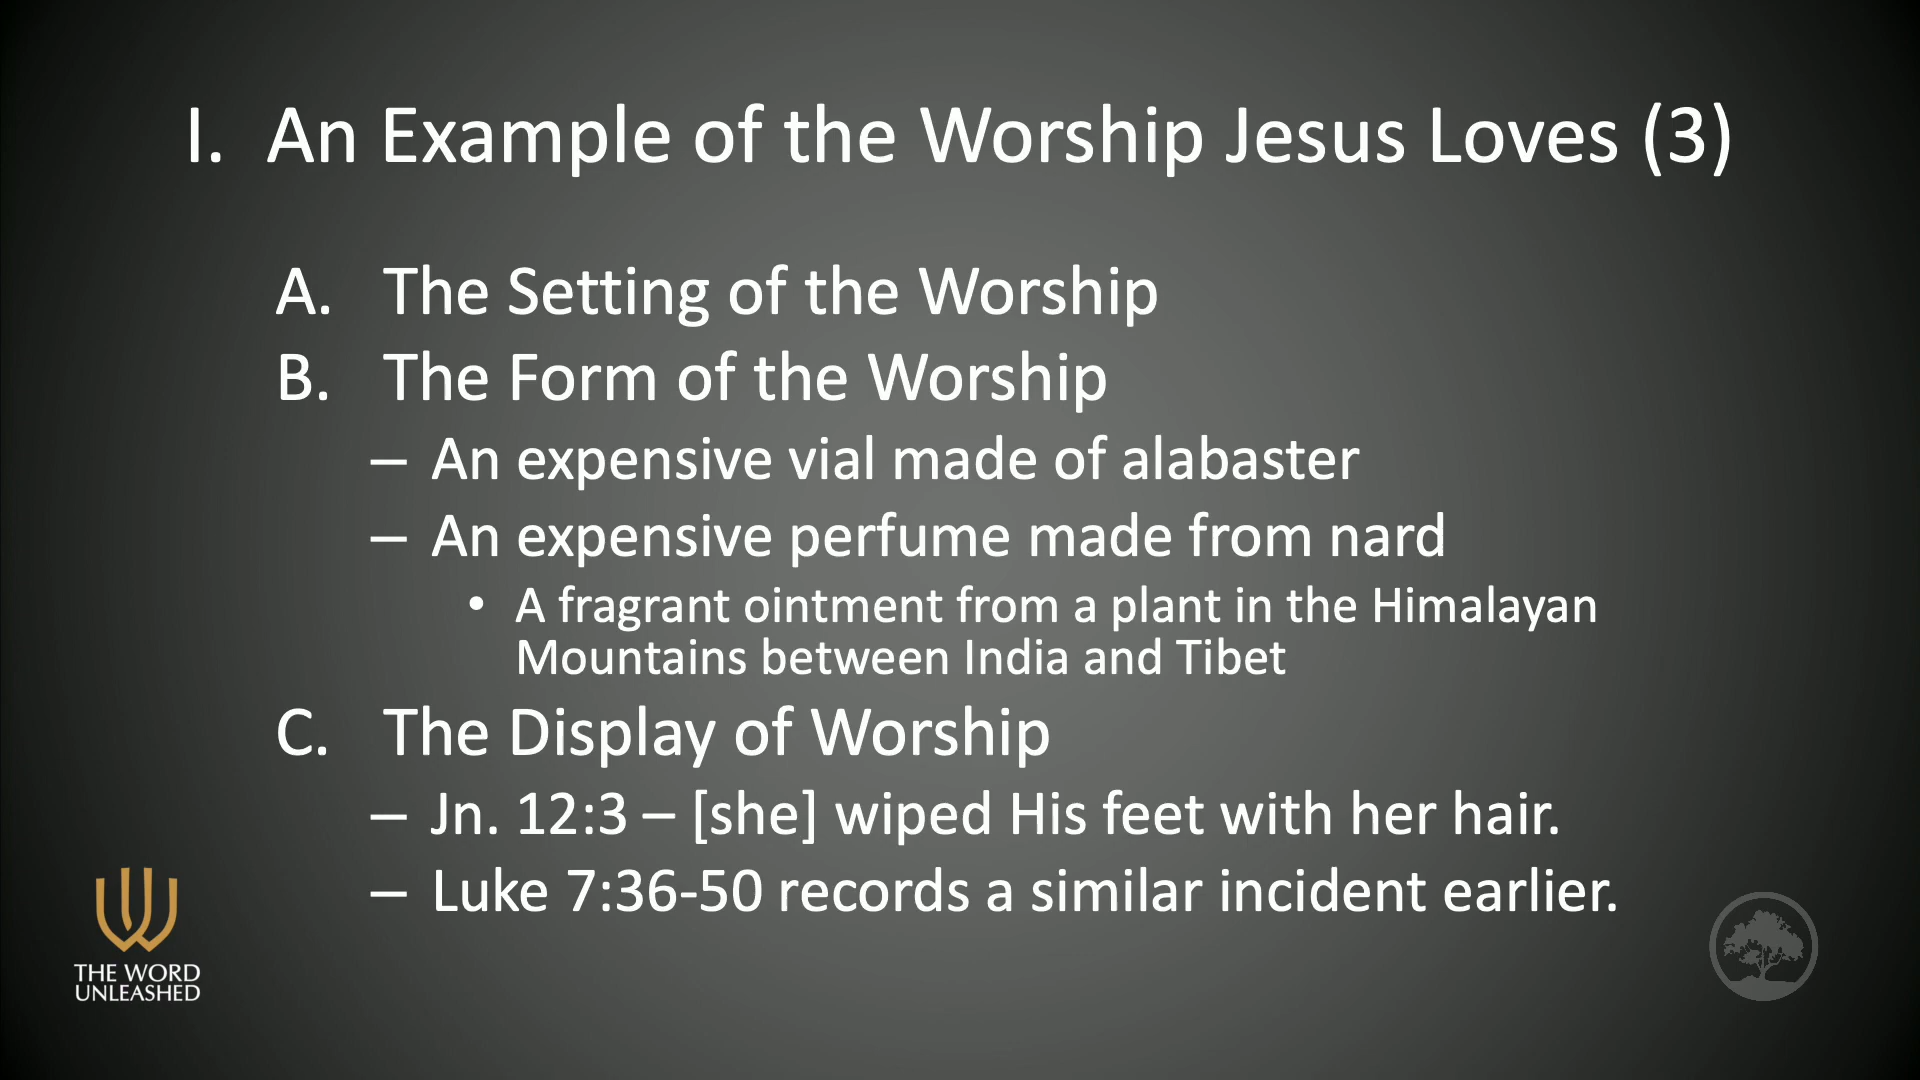 I. An Example of the Worship Jesus Loves (3)
A. The Setting of the Worship
B. The Form of the Worship
– An expensive vial made of alabaster
– An expensive perfume made from nard
• A fragrant ointment from a plant in the Himalayan
Mountains between India and Tibet
C. The Display of Worship
– Jn. 12:3 – [she] wiped His feet with her hair.
– Luke 7:36-50 records a similar incident earlier.
THE WORD
UNLEASHED